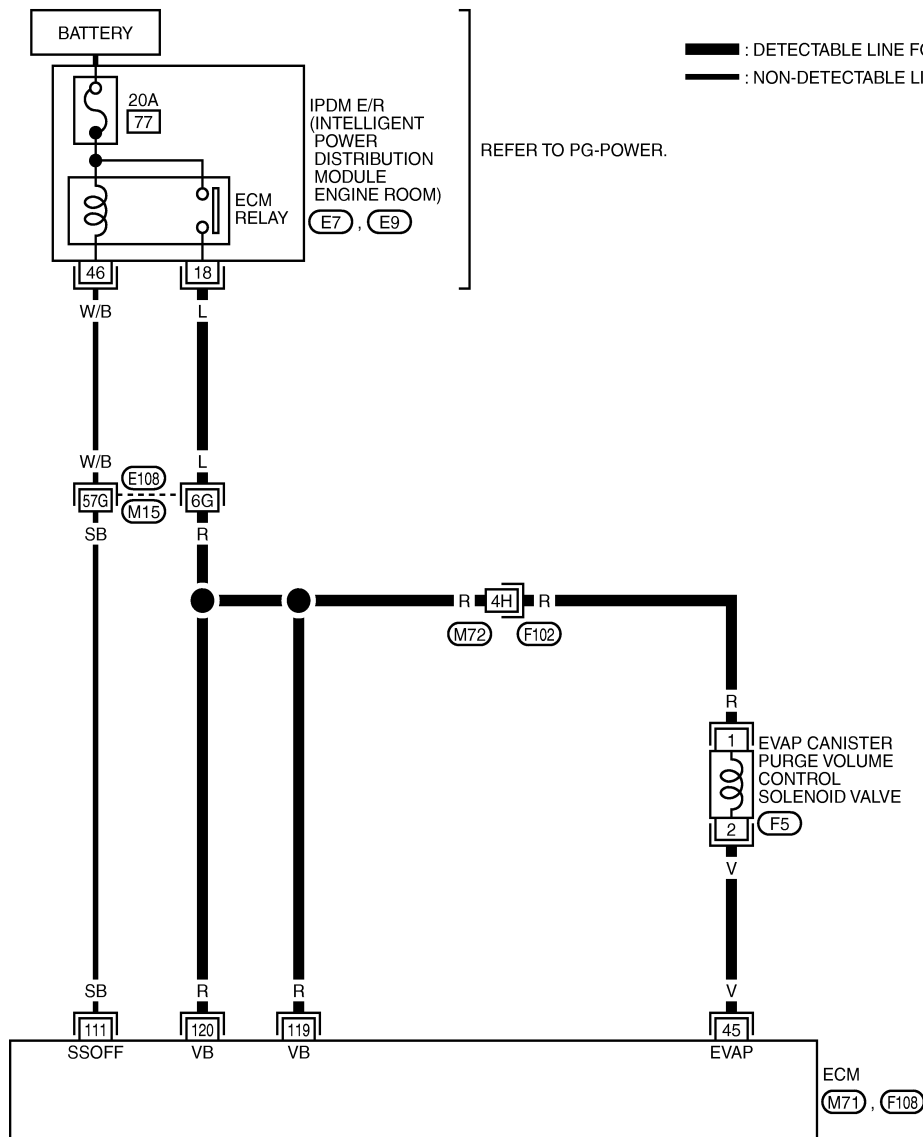 BATTERY
: DETECTABLE LINE FO
: NON-DETECTABLE LI
20A
77
IPDM E/R
(INTELLIGENT
POWER
DISTRIBUTION
MODULE
ENGINE ROOM)
E7 , E9
REFER TO PG-POWER.
ECM
RELAY
46 18
W/B L
W/B L
E108
57G 6G
M15
SB R
R 4H R
M72 F102
R
1
EVAP CANISTER
PURGE VOLUME
CONTROL
SOLENOID VALVE
2 F5
V
SB R R V
111 120 119 45
SSOFF VB VB EVAP
ECM
M71 , F108